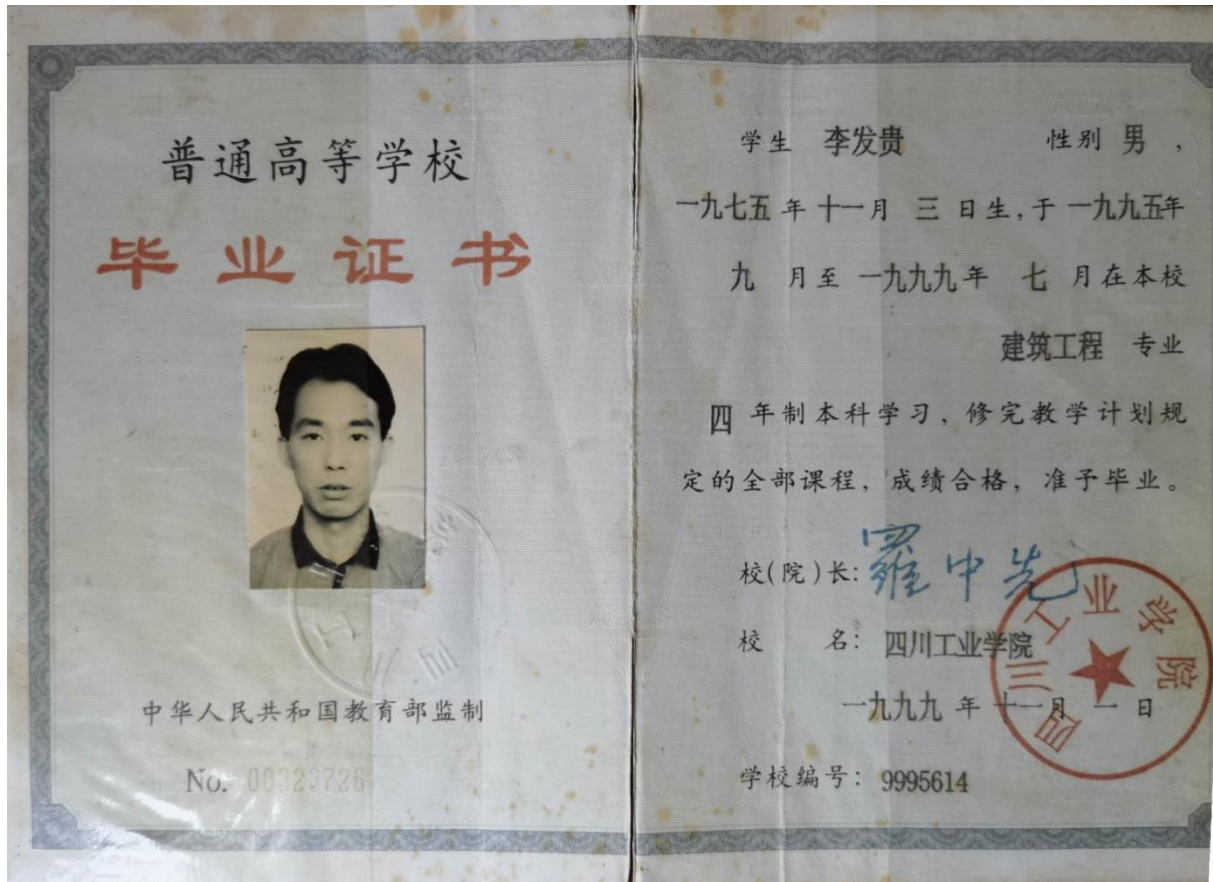 普通高等学校
毕业证书
中华人民共和国教育部监制
No. 00323726
学生 李发贵 性别 男，
一九七五年十一月 三 日生，于 一九九五年
九 月至 一九九九年 七 月在本校
建筑工程 专业
四 年制本科学习，修完教学计划规
定的全部课程，成绩合格，准予毕业。
校(院)长：羅中先
校 名：四川工业学院
一九九九 年 十一月 一 日
学校编号：9995614
四川工业学院